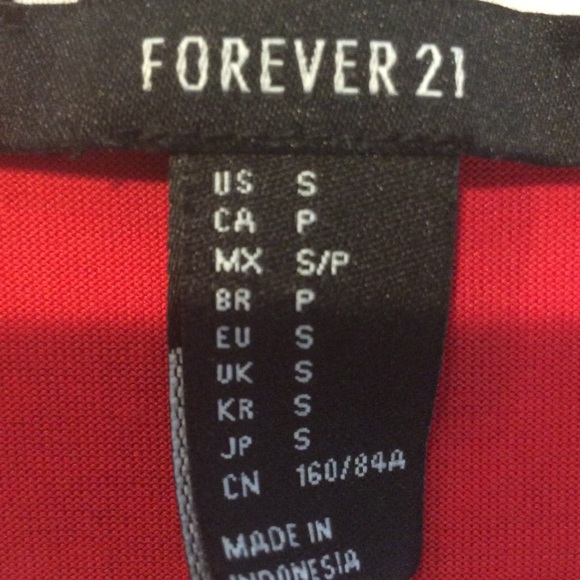 FOREVER 21
US S
CA P
MX S/P
BR P
EU S
UK S
KR S
JP S
CN 160/84A
MADE IN
INDONESIA